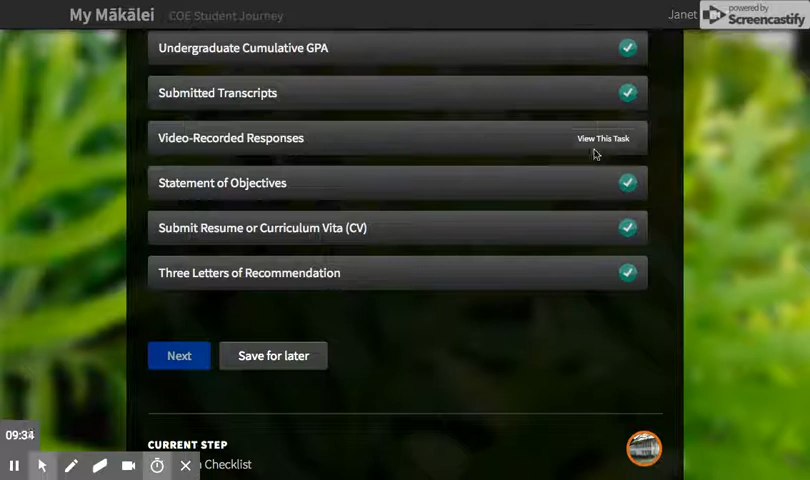 My Mākālei COE Student Journey
Janet
powered by
Screencastify
Undergraduate Cumulative GPA
Submitted Transcripts
Video-Recorded Responses
View This Task
Statement of Objectives
Submit Resume or Curriculum Vita (CV)
Three Letters of Recommendation
Next
Save for later
CURRENT STEP
Checklist
09:34